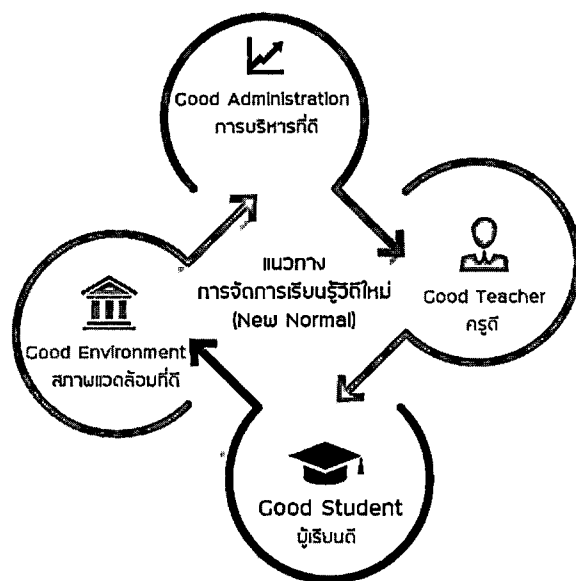 Good Administration
การบริหารที่ดี
แนวทาง
การจัดการเรียนรู้วิถีใหม่
(New Normal)
Good Teacher
ครูดี
Good Environment
สภาพแวดล้อมที่ดี
Good Student
ผู้เรียนดี